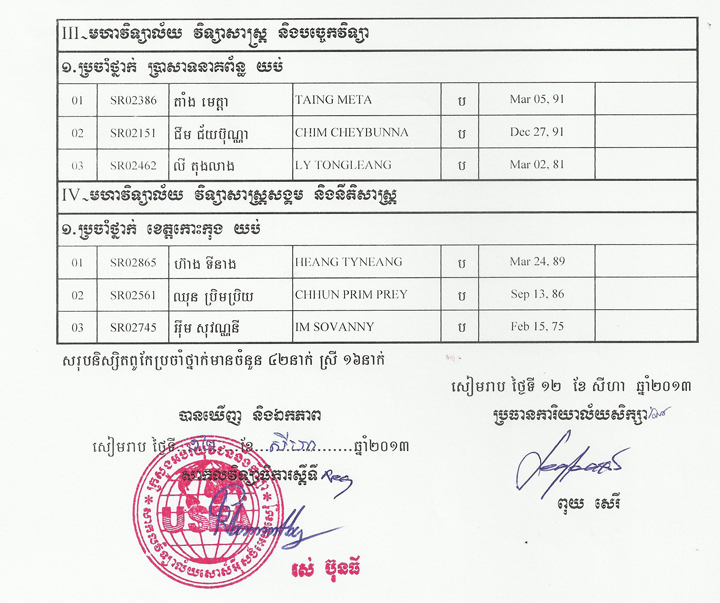 III~មហាវិទ្យាល័យ វិទ្យាសាស្ត្រ និងបច្ចេកវិទ្យា
១.ប្រចាំថ្នាក់ ប្រាសាទនាគព័ន្ធ យប់
01 SR02386 តាំង មេត្តា TAING META ប Mar 05, 91
02 SR02151 ជឹម ជ័យប៊ុណ្ណា CHIM CHEYBUNNA ប Dec 27, 91
03 SR02462 លី តុងលាង LY TONGLEANG ប Mar 02, 81
IV~មហាវិទ្យាល័យ វិទ្យាសាស្ត្រសង្គម និងនីតិសាស្ត្រ
១.ប្រចាំថ្នាក់ ខេត្តកោះកុង យប់
01 SR02865 ហ៊ាង ទីនាង HEANG TYNEANG ប Mar 24, 89
02 SR02561 ឈុន ប្រិមប្រិយ CHHUN PRIM PREY ប Sep 13, 86
03 SR02745 អ៊ឹម សុវណ្ណនី IM SOVANNY ប Feb 15, 75
សរុបនិស្សិតពូកែប្រចាំថ្នាក់មានចំនួន ៤២នាក់ ស្រី ១៦នាក់
សៀមរាប ថ្ងៃទី ១២ ខែ សីហា ឆ្នាំ២០១៣
ប្រធានការិយាល័យសិក្សា
ពុយ សេរី
បានឃើញ និងឯកភាព
សៀមរាប ថ្ងៃទី ខែ...សីហា.......ឆ្នាំ២០១៣
សាកលវិទ្យាធិការស្តីទី
USEA
រស់ ប៊ុនធី